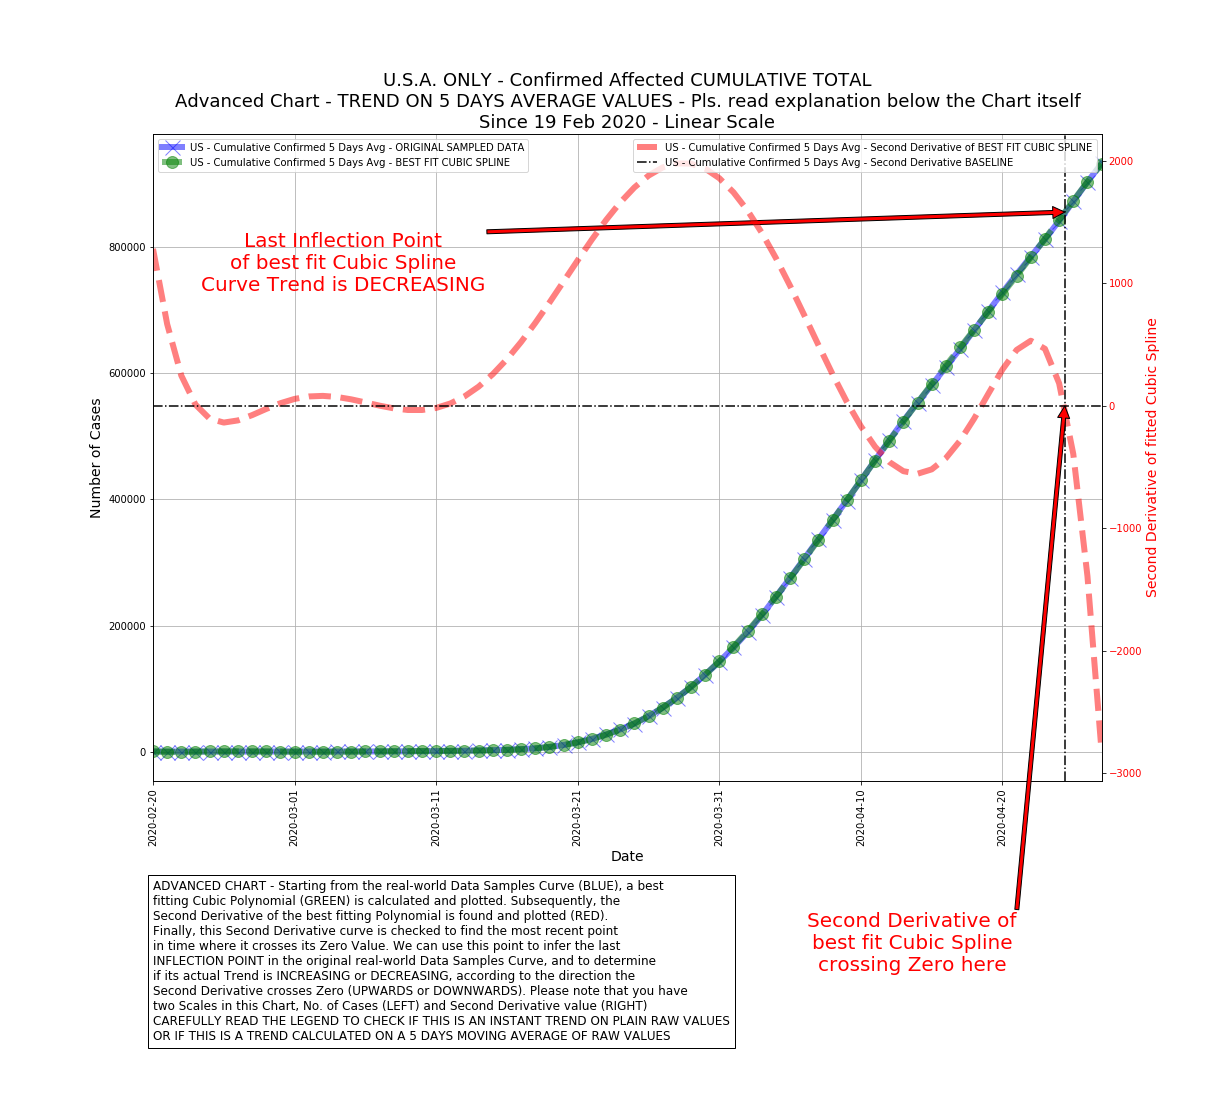 U.S.A. ONLY - Confirmed Affected CUMULATIVE TOTAL
Advanced Chart - TREND ON 5 DAYS AVERAGE VALUES - Pls. read explanation below the Chart itself
Since 19 Feb 2020 - Linear Scale
US - Cumulative Confirmed 5 Days Avg - ORIGINAL SAMPLED DATA
US - Cumulative Confirmed 5 Days Avg - BEST FIT CUBIC SPLINE
US - Cumulative Confirmed 5 Days Avg - Second Derivative of BEST FIT CUBIC SPLINE
US - Cumulative Confirmed 5 Days Avg - Second Derivative BASELINE
Last Inflection Point
of best fit Cubic Spline
Curve Trend is DECREASING
Number of Cases
800000
600000
400000
200000
0
2000
1000
0
−1000
−2000
−3000
Second Derivative of fitted Cubic Spline
2020-02-20
2020-03-01
2020-03-11
2020-03-21
2020-03-31
2020-04-10
2020-04-20
Date
ADVANCED CHART - Starting from the real-world Data Samples Curve (BLUE), a best
fitting Cubic Polynomial (GREEN) is calculated and plotted. Subsequently, the
Second Derivative of the best fitting Polynomial is found and plotted (RED).
Finally, this Second Derivative curve is checked to find the most recent point
in time where it crosses its Zero Value. We can use this point to infer the last
INFLECTION POINT in the original real-world Data Samples Curve, and to determine
if its actual Trend is INCREASING or DECREASING, according to the direction the
Second Derivative crosses Zero (UPWARDS or DOWNWARDS). Please note that you have
two Scales in this Chart, No. of Cases (LEFT) and Second Derivative value (RIGHT)
CAREFULLY READ THE LEGEND TO CHECK IF THIS IS AN INSTANT TREND ON PLAIN RAW VALUES
OR IF THIS IS A TREND CALCULATED ON A 5 DAYS MOVING AVERAGE OF RAW VALUES
Second Derivative of
best fit Cubic Spline
crossing Zero here